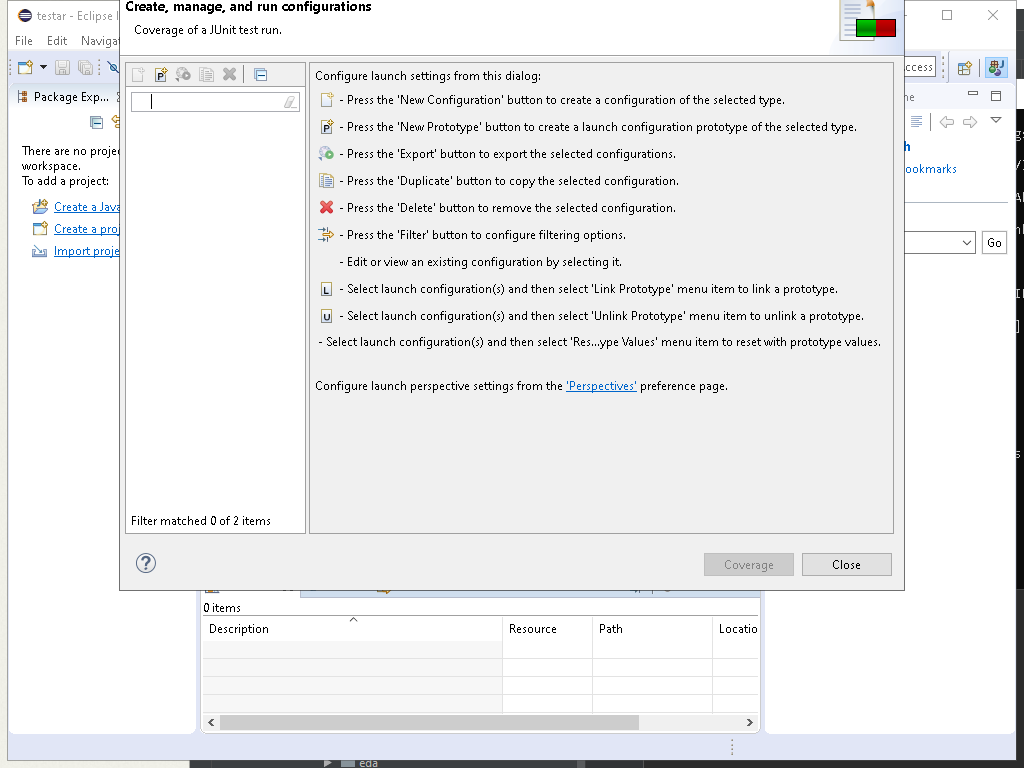 Create, manage, and run configurations
Coverage of a JUnit test run.
testar - Eclipse
File Edit
Package Exp...
There are no
workspace.
To add a project:
Create a Java
Create a
Import
Filter matched 0 of 2 items
Configure launch settings from this dialog:
- Press the 'New Configuration' button to create a configuration of the selected type.
P - Press the 'New Prototype' button to create a launch configuration prototype of the selected type.
- Press the 'Export' button to export the selected configurations.
- Press the 'Duplicate' button to copy the selected configuration.
- Press the 'Delete' button to remove the selected configuration.
- Press the 'Filter' button to configure filtering options.
- Edit or view an existing configuration by selecting it.
L - Select launch configuration(s) and then select 'Link Prototype' menu item to link a prototype.
U - Select launch configuration(s) and then select 'Unlink Prototype' menu item to unlink a prototype.
- Select launch configuration(s) and then select 'Res...ype Values' menu item to reset with prototype values.
Configure launch perspective settings from the 'Perspectives' preference page.
? Coverage Close
ookmarks
Go
0 items
Description Resource Path Locatio
eda